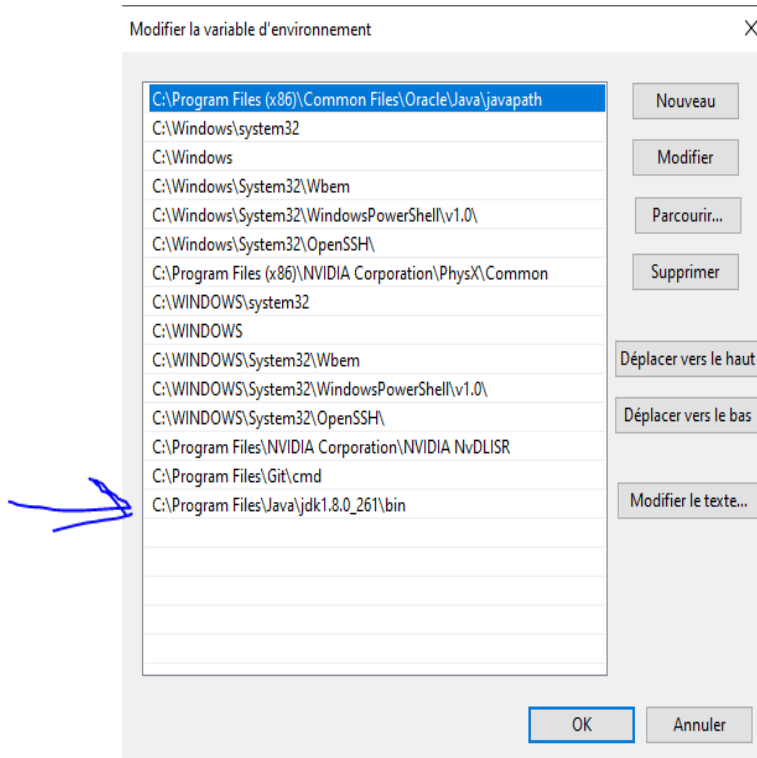 Modifier la variable d'environnement
C:\Program Files (x86)\Common Files\Oracle\Java\javapath
C:\Windows\system32
C:\Windows
C:\Windows\System32\Wbem
C:\Windows\System32\WindowsPowerShell\v1.0\
C:\Windows\System32\OpenSSH\
C:\Program Files (x86)\NVIDIA Corporation\PhysX\Common
C:\WINDOWS\system32
C:\WINDOWS
C:\WINDOWS\System32\Wbem
C:\WINDOWS\System32\WindowsPowerShell\v1.0\
C:\WINDOWS\System32\OpenSSH\
C:\Program Files\NVIDIA Corporation\NVIDIA NvDLISR
C:\Program Files\Git\cmd
C:\Program Files\Java\jdk1.8.0_261\bin
Nouveau
Modifier
Parcourir...
Supprimer
Déplacer vers le haut
Déplacer vers le bas
Modifier le texte...
OK
Annuler